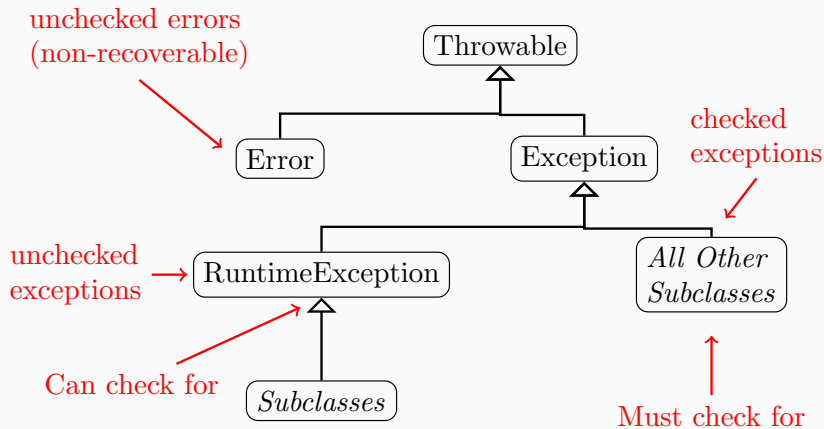 unchecked errors
(non-recoverable)
Throwable
Error
Exception
checked
exceptions
unchecked
exceptions
RuntimeException
All Other
Subclasses
Can check for
Subclasses
Must check for